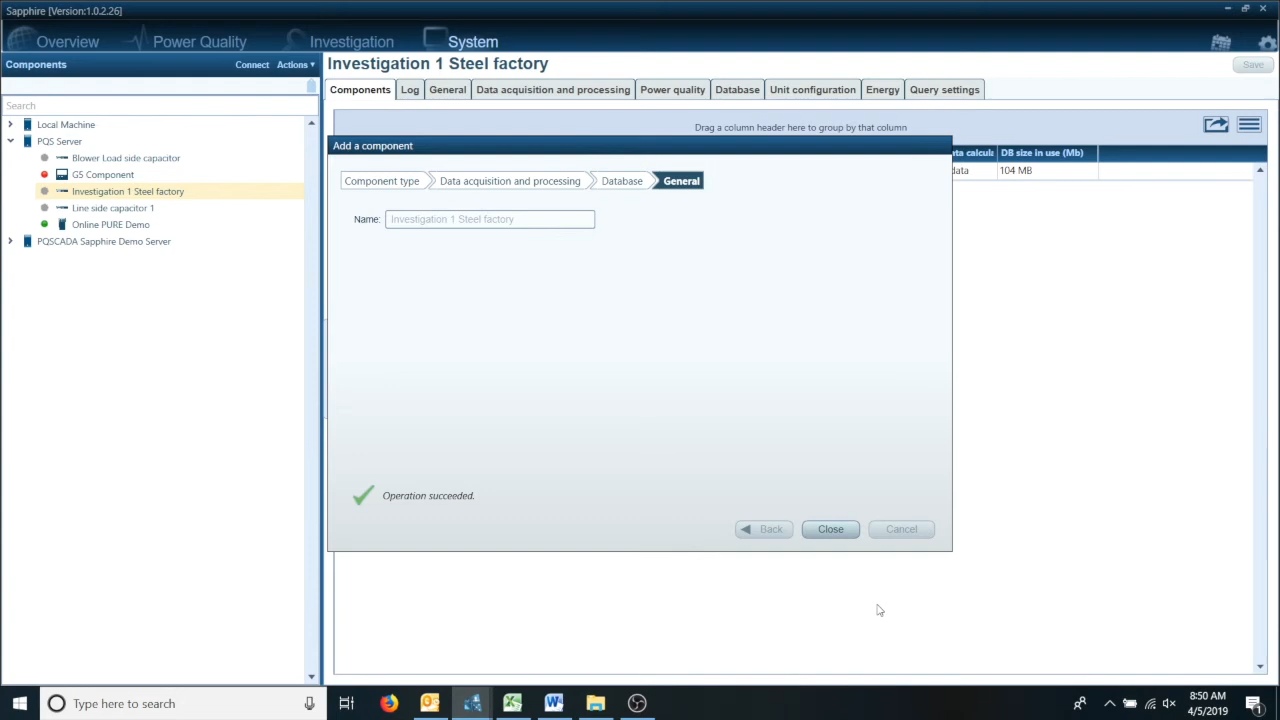 Sapphire [Version:1.0.2.26]
Overview
Power Quality
Investigation
System
Components
Connect
Actions
Investigation 1 Steel factory
Save
Components
Log
General
Data acquisition and processing
Power quality
Database
Unit configuration
Energy
Query settings
Search
Local Machine
PQS Server
Blower Load side capacitor
G5 Component
Investigation 1 Steel factory
Line side capacitor 1
Online PURE Demo
PQSCADA Sapphire Demo Server
Drag a column header here to group by that column
DB size in use (Mb)
104 MB
Add a component
Component type
Data acquisition and processing
Database
General
Name: Investigation 1 Steel factory
Operation succeeded.
Back
Close
Cancel
Type here to search
8:50 AM
4/5/2019
1